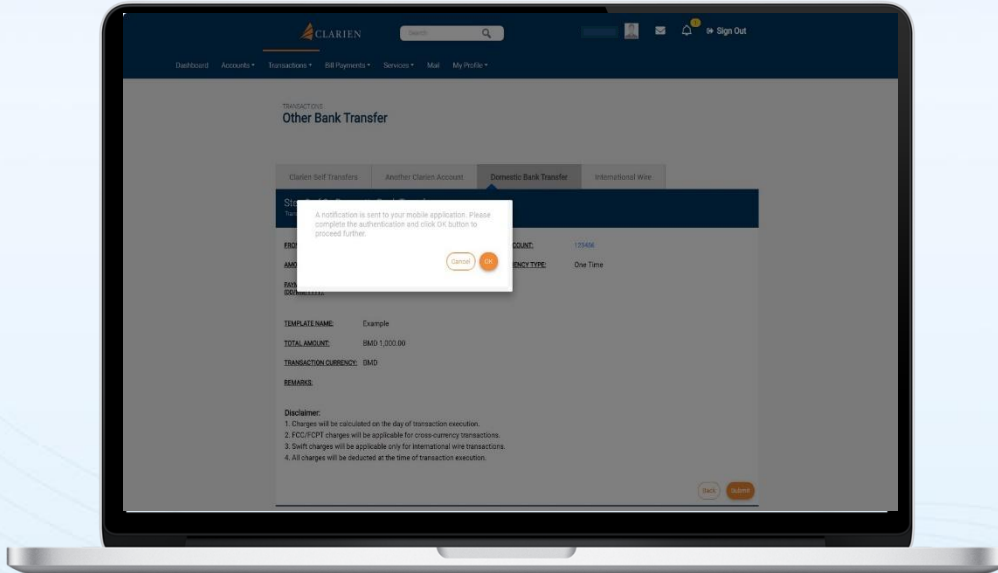 CLARIEN
Search
1
Sign Out
Dashboard Accounts Transactions Bill Payments Services Mail My Profile
TRANSACTIONS
Other Bank Transfer
Clarien Self Transfers Another Clarien Account Domestic Bank Transfer International Wire
A notification is sent to your mobile application. Please
complete the authentication and click OK button to
proceed further.
Cancel OK
123456
One Time
TEMPLATE NAME: Example
TOTAL AMOUNT: BMD 1,000.00
TRANSACTION CURRENCY: BMD
REMARKS:
Disclaimer:
1. Charges will be calculated on the day of transaction execution.
2. FCC/FCPT charges will be applicable for cross-currency transactions.
3. Swift charges will be applicable only for international wire transactions.
4. All charges will be deducted at the time of transaction execution.
Back Submit